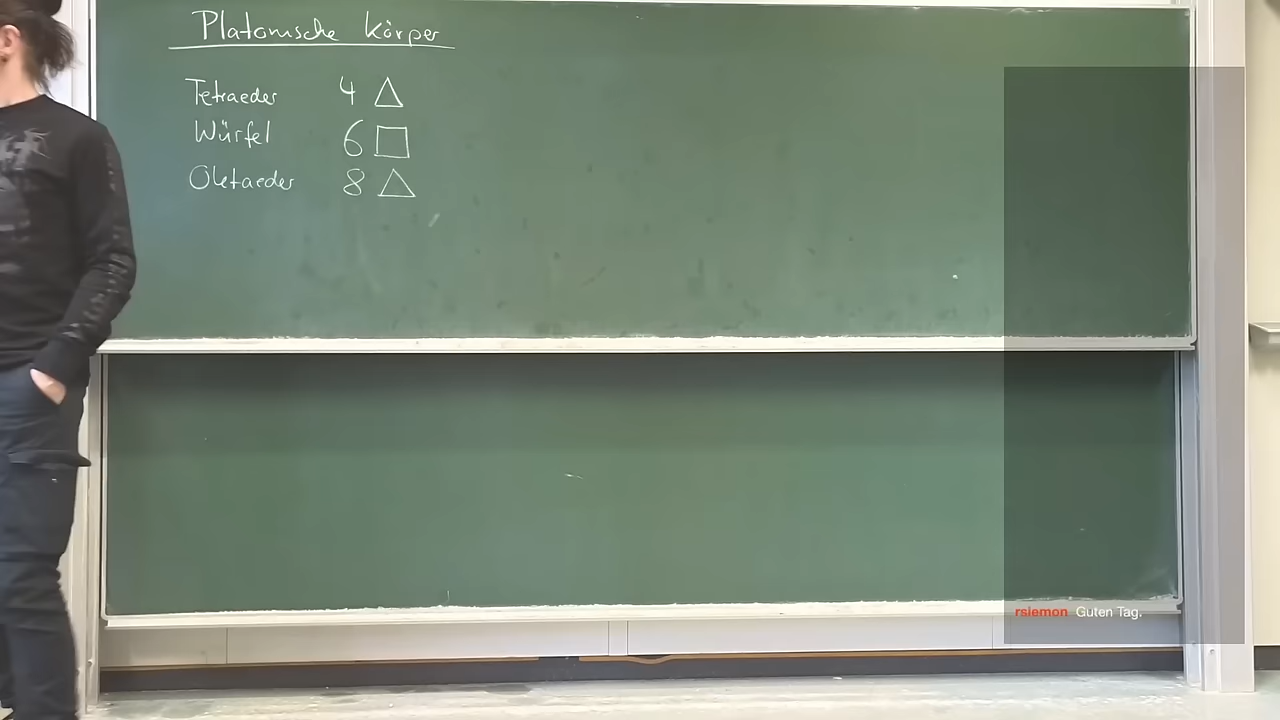 Platonische Körper
Tetraeder 4 △
Würfel 6 □
Oktaeder 8 △
rslemon Guten Tag.